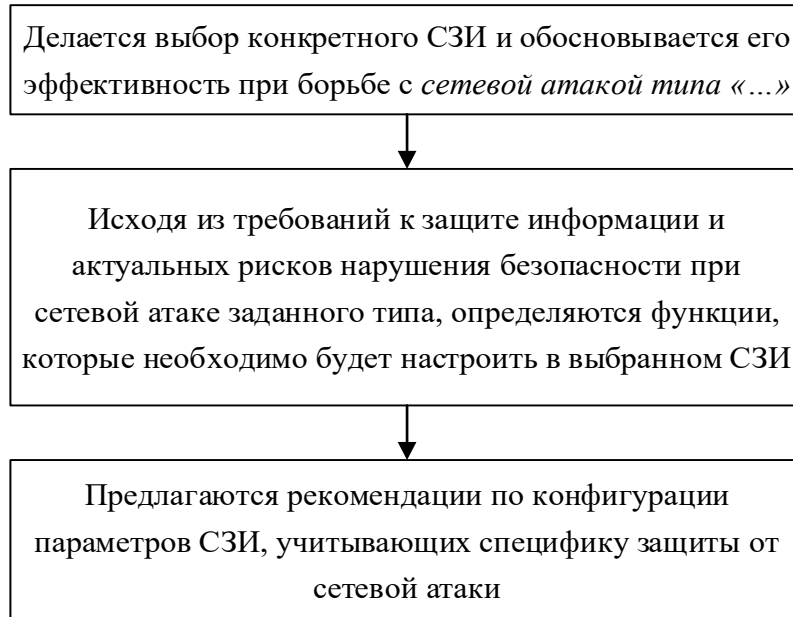 Делается выбор конкретного СЗИ и обосновывается его
эффективность при борьбе с сетевой атакой типа «…»
Исходя из требований к защите информации и
актуальных рисков нарушения безопасности при
сетевой атаке заданного типа, определяются функции,
которые необходимо будет настроить в выбранном СЗИ
Предлагаются рекомендации по конфигурации
параметров СЗИ, учитывающих специфику защиты от
сетевой атаки